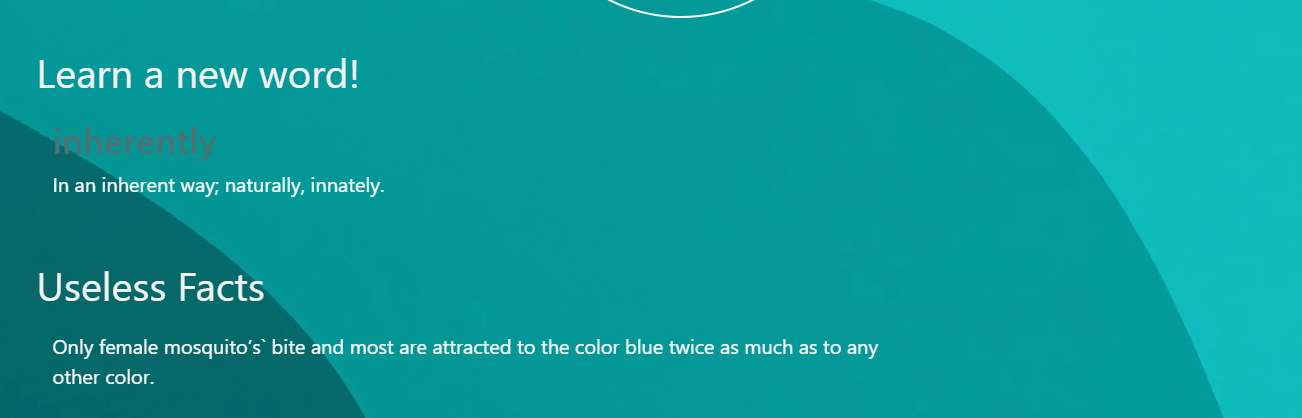 Learn a new word!
inherently
In an inherent way; naturally, innately.
Useless Facts
Only female mosquito’s` bite and most are attracted to the color blue twice as much as to any
other color.